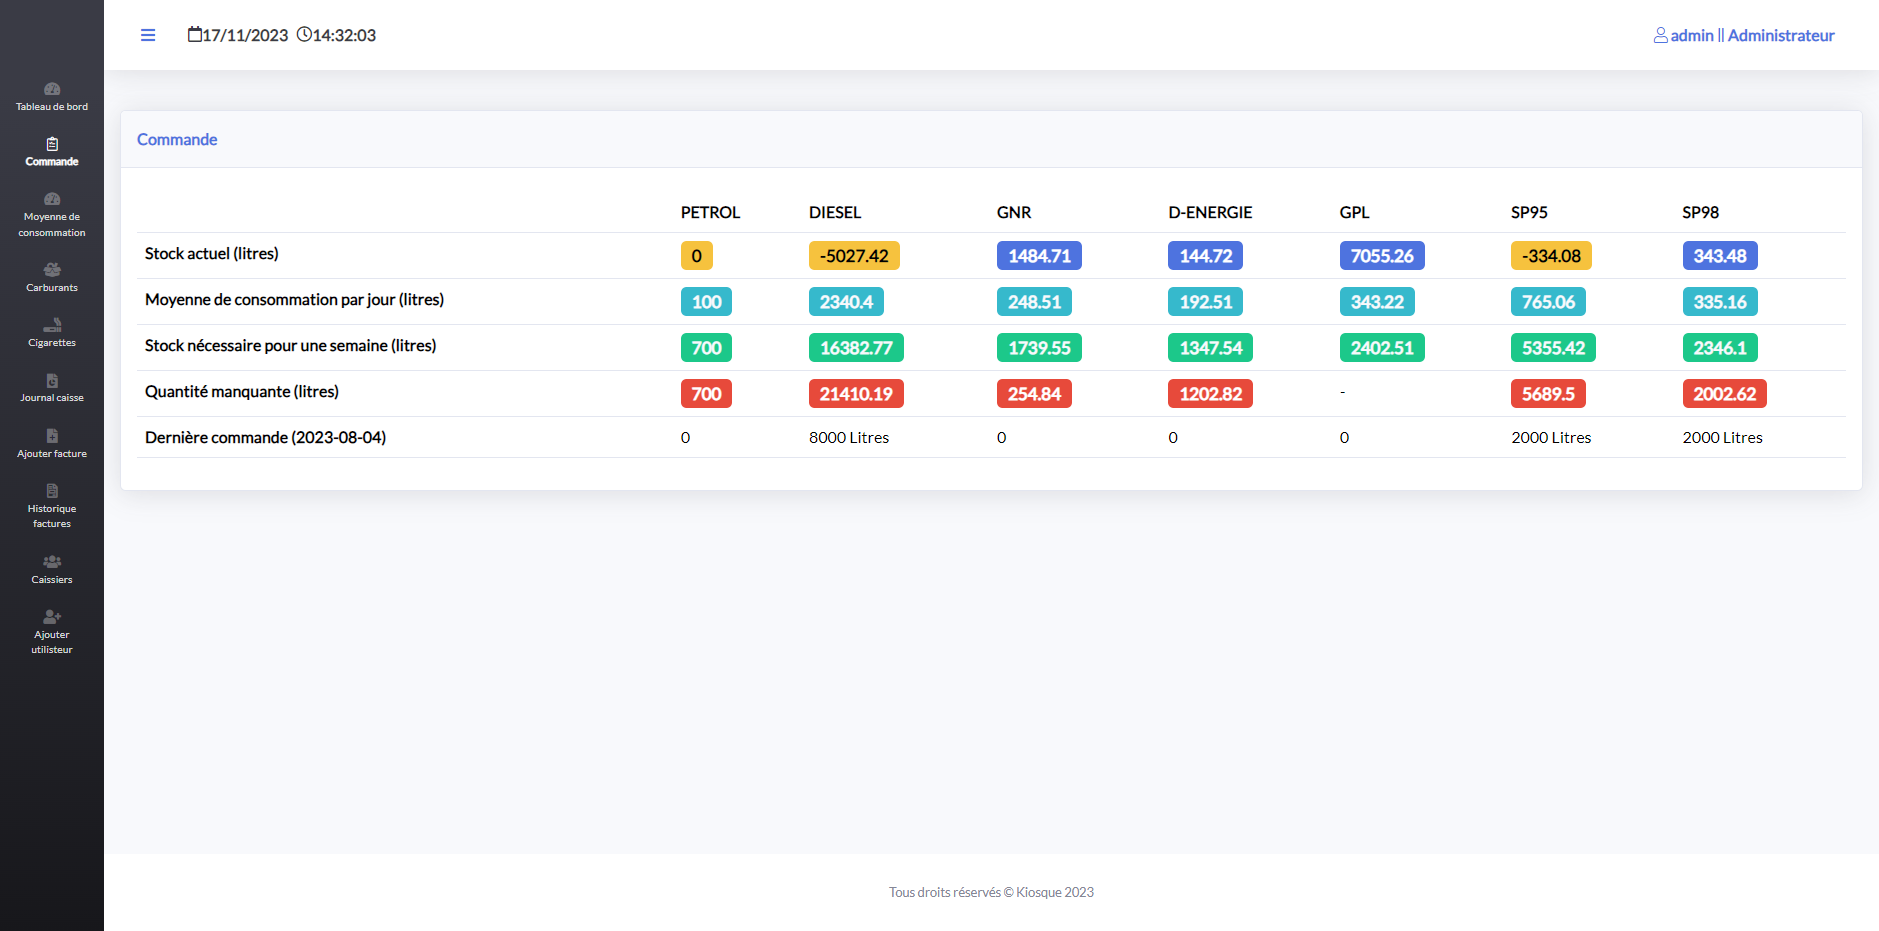 17/11/2023 14:32:03
admin || Administrateur
Tableau de bord
Commande
Moyenne de
consommation
Carburants
Cigarettes
Journal caisse
Ajouter facture
Historique
factures
Caissiers
Ajouter
utilisteur
Commande
PETROL DIESEL GNR D-ENERGIE GPL SP95 SP98
Stock actuel (litres) 0 -5027.42 1484.71 144.72 7055.26 -334.08 343.48
Moyenne de consommation par jour (litres) 100 2340.4 248.51 192.51 343.22 765.06 335.16
Stock nécessaire pour une semaine (litres) 700 16382.77 1739.55 1347.54 2402.51 5355.42 2346.1
Quantité manquante (litres) 700 21410.19 254.84 1202.82 - 5689.5 2002.62
Dernière commande (2023-08-04) 0 8000 Litres 0 0 0 2000 Litres 2000 Litres
Tous droits réservés © Kiosque 2023